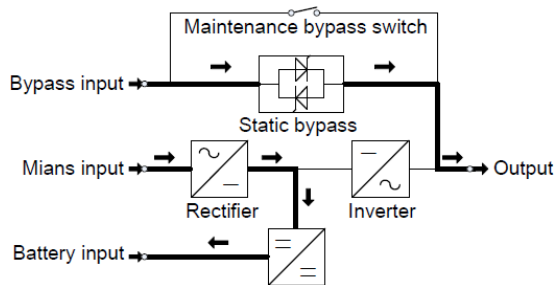 Maintenance bypass switch
Bypass input
Static bypass
Mians input
Output
Rectifier
Inverter
Battery input